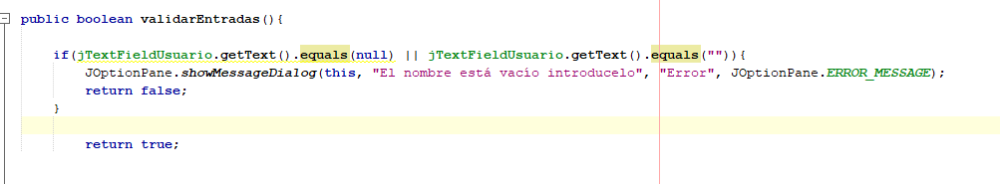 public boolean validarEntradas(){
if(jTextFieldUsuario.getText().equals(null) || jTextFieldUsuario.getText().equals("")){
JOptionPane.showMessageDialog(this, "El nombre está vacío introducelo", "Error", JOptionPane.ERROR_MESSAGE);
return false;
}
return true;